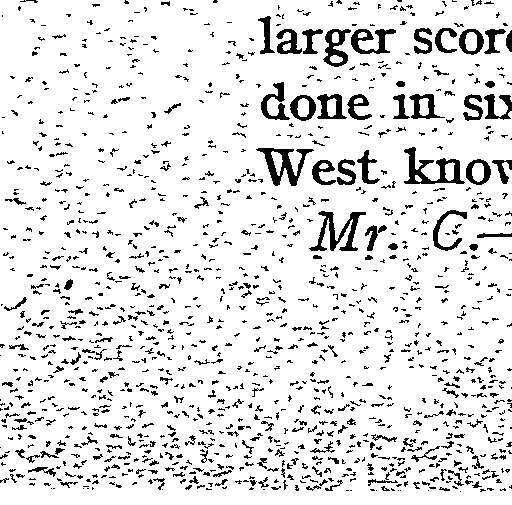 larger score
done in six
West know
Mr. C.—